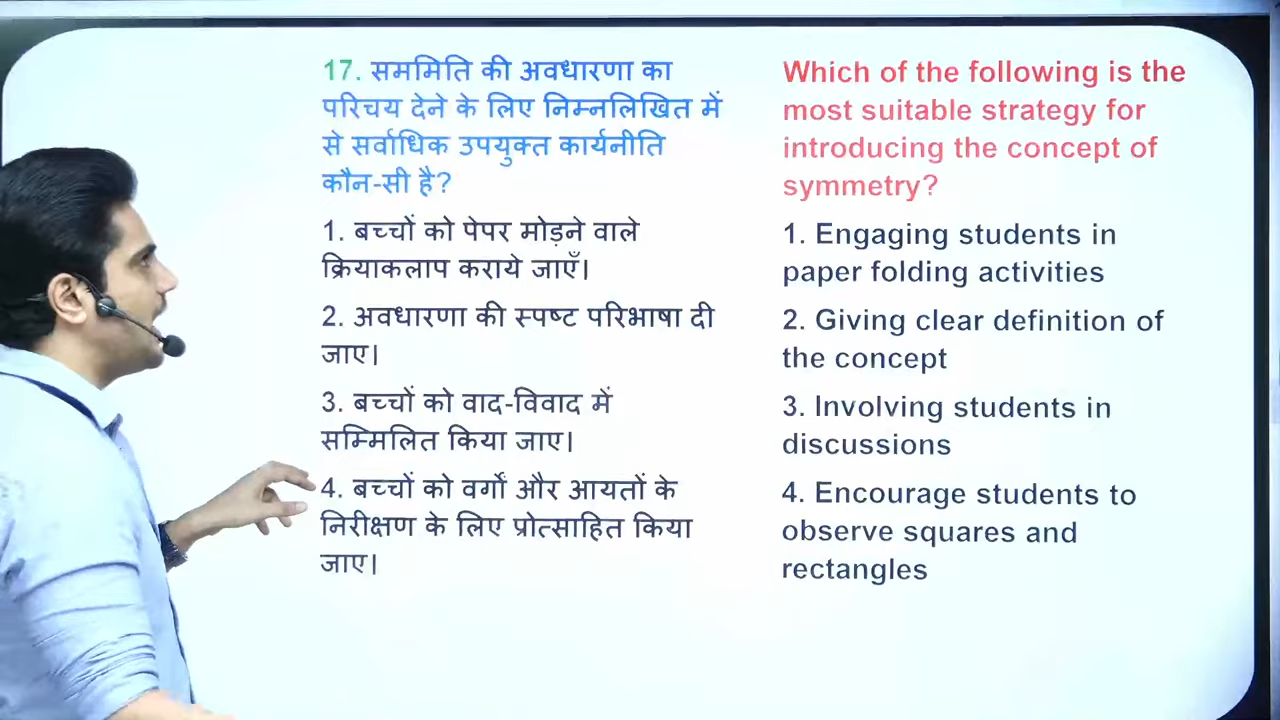 17. सममिति की अवधारणा का
परिचय देने के लिए निम्नलिखित में
से सर्वाधिक उपयुक्त कार्यनीति
कौन-सी है?
1. बच्चों को पेपर मोड़ने वाले
क्रियाकलाप कराये जाएँ।
2. अवधारणा की स्पष्ट परिभाषा दी
जाए।
3. बच्चों को वाद-विवाद में
सम्मिलित किया जाए।
4. बच्चों को वर्गों और आयतों के
निरीक्षण के लिए प्रोत्साहित किया
जाए।
Which of the following is the
most suitable strategy for
introducing the concept of
symmetry?
1. Engaging students in
paper folding activities
2. Giving clear definition of
the concept
3. Involving students in
discussions
4. Encourage students to
observe squares and
rectangles